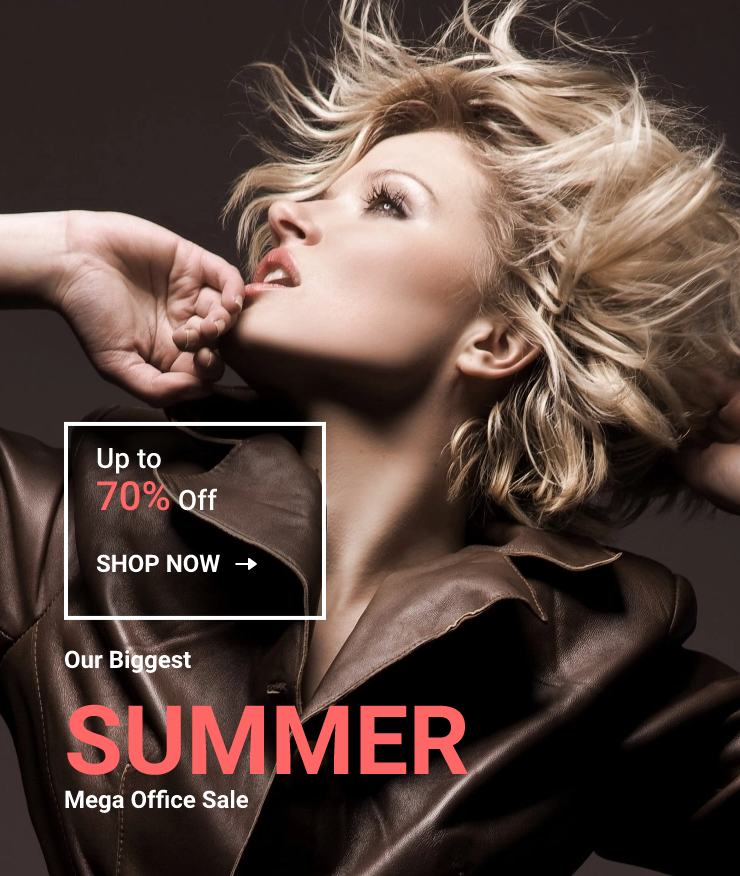 Up to
70% Off
SHOP NOW →
Our Biggest
SUMMER
Mega Office Sale